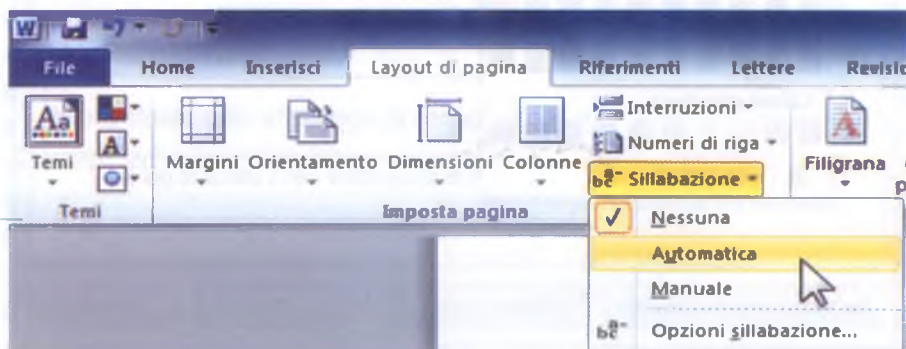 File Home Inserisci Layout di pagina Riferimenti Lettere
Interruzioni
Numeri di riga
Temi Margini Orientamento Dimensioni Colonne Filigrana
Sillabazione
Temi Imposta pagina
Nessuna
Automatica
Manuale
Opzioni sillabazione...